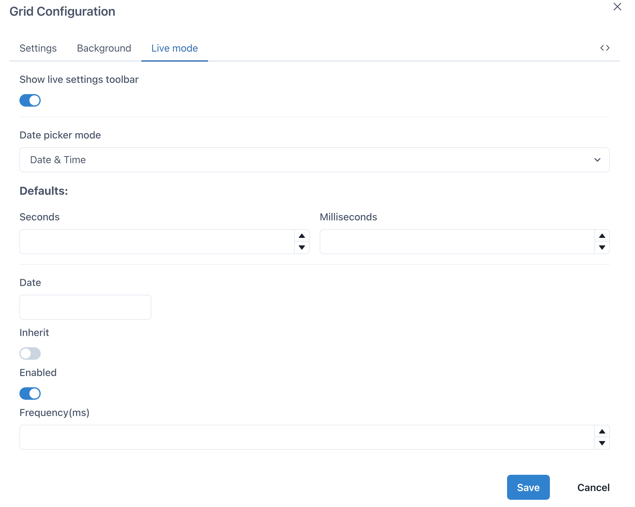 Grid Configuration
Settings
Background
Live mode
Show live settings toolbar
Date picker mode
Date & Time
Defaults:
Seconds
Milliseconds
Date
Inherit
Enabled
Frequency(ms)
Save
Cancel